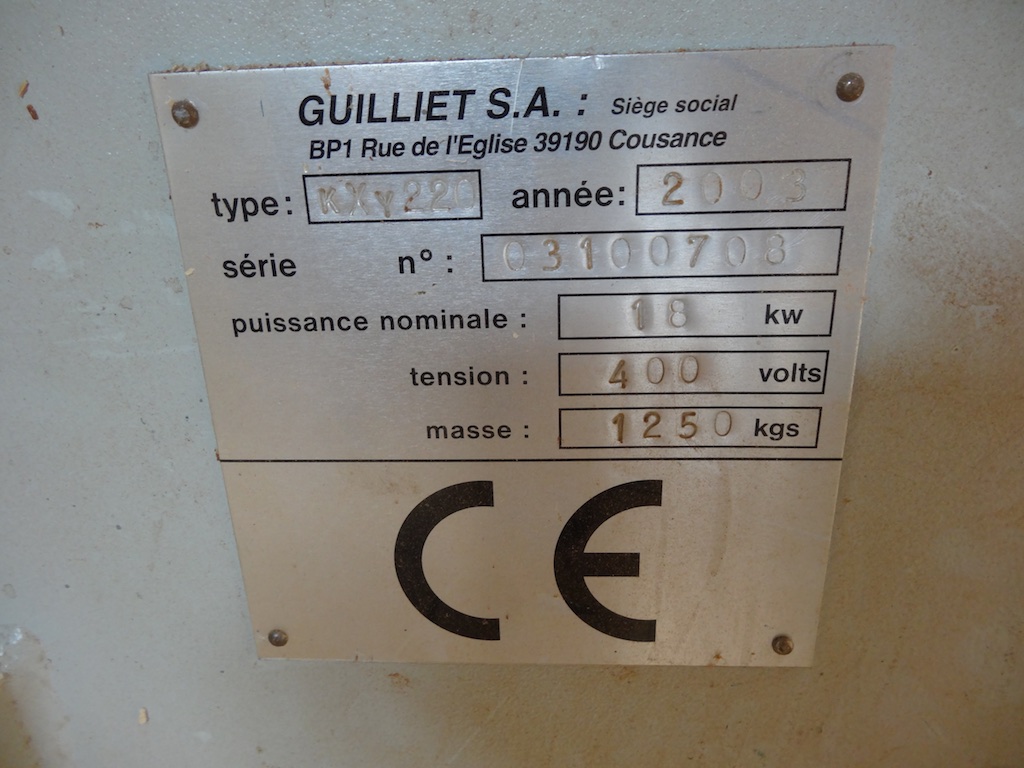 GUILLIET S.A. : Siège social
BP1 Rue de l'Eglise 39190 Cousance
type: KXY220 année: 2003
série n° : 03100708
puissance nominale : 18 kw
tension : 400 volts
masse : 1250 kgs
CE